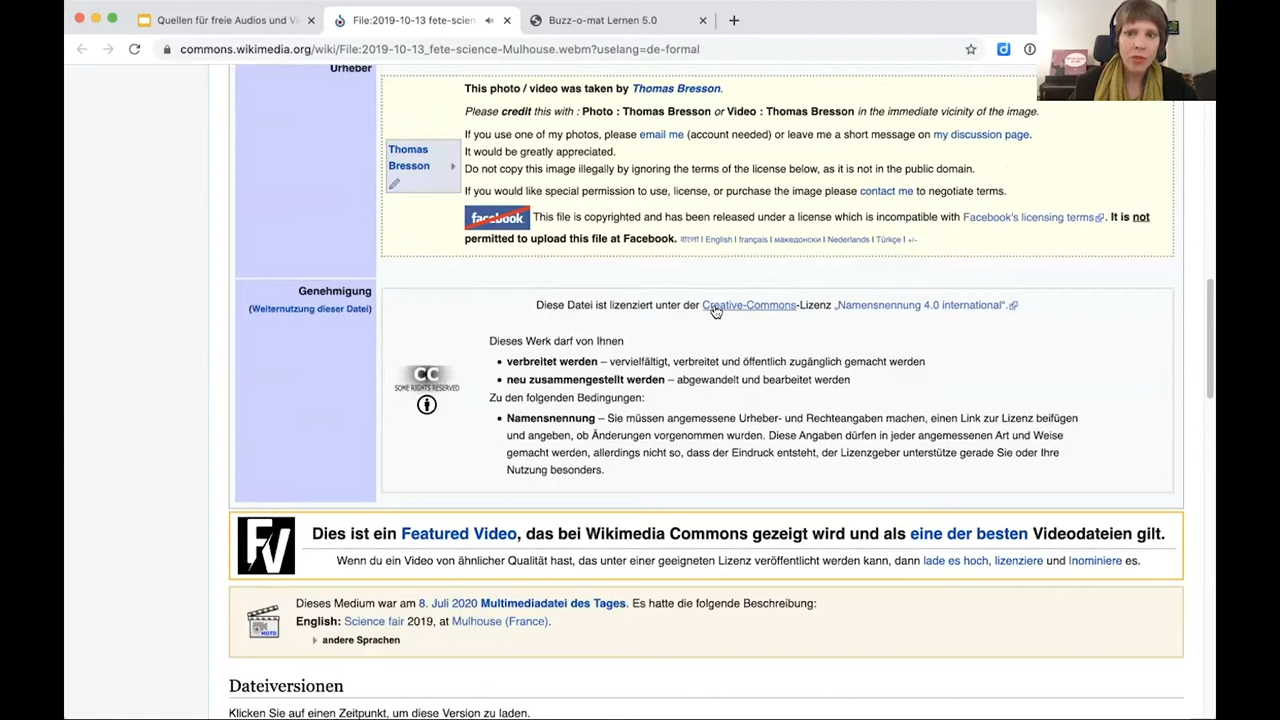 Quellen für freie Audios und Vi
File:2019-10-13 fete-scien
Buzz-o-mat Lernen 5.0
commons.wikimedia.org/wiki/File:2019-10-13_fete-science-Mulhouse.webm?uselang=de-formal
Urheber
This photo / video was taken by Thomas Bresson.
Please credit this with : Photo : Thomas Bresson or Video : Thomas Bresson in the immediate vicinity of the image.
If you use one of my photos, please email me (account needed) or leave me a short message on my discussion page.
It would be greatly appreciated.
Thomas
Bresson
Do not copy this image illegally by ignoring the terms of the license below, as it is not in the public domain.
If you would like special permission to use, license, or purchase the image please contact me to negotiate terms.
facebook This file is copyrighted and has been released under a license which is incompatible with Facebook's licensing terms. It is not
permitted to upload this file at Facebook. বাংলা | English | français | македонски | Nederlands | Türkçe | +/-
Genehmigung
(Weiternutzung dieser Datei)
Diese Datei ist lizenziert unter der Creative-Commons-Lizenz „Namensnennung 4.0 international“.
Dieses Werk darf von Ihnen
• verbreitet werden – vervielfältigt, verbreitet und öffentlich zugänglich gemacht werden
• neu zusammengestellt werden – abgewandelt und bearbeitet werden
CC
SOME RIGHTS RESERVED
Zu den folgenden Bedingungen:
• Namensnennung – Sie müssen angemessene Urheber- und Rechteangaben machen, einen Link zur Lizenz beifügen
und angeben, ob Änderungen vorgenommen wurden. Diese Angaben dürfen in jeder angemessenen Art und Weise
gemacht werden, allerdings nicht so, dass der Eindruck entsteht, der Lizenzgeber unterstütze gerade Sie oder Ihre
Nutzung besonders.
FV
Dies ist ein Featured Video, das bei Wikimedia Commons gezeigt wird und als eine der besten Videodateien gilt.
Wenn du ein Video von ähnlicher Qualität hast, das unter einer geeigneten Lizenz veröffentlicht werden kann, dann lade es hoch, lizenziere und nominiere es.
MOTD
Dieses Medium war am 8. Juli 2020 Multimediadatei des Tages. Es hatte die folgende Beschreibung:
English: Science fair 2019, at Mulhouse (France).
andere Sprachen
Dateiversionen
Klicken Sie auf einen Zeitpunkt, um diese Version zu laden.